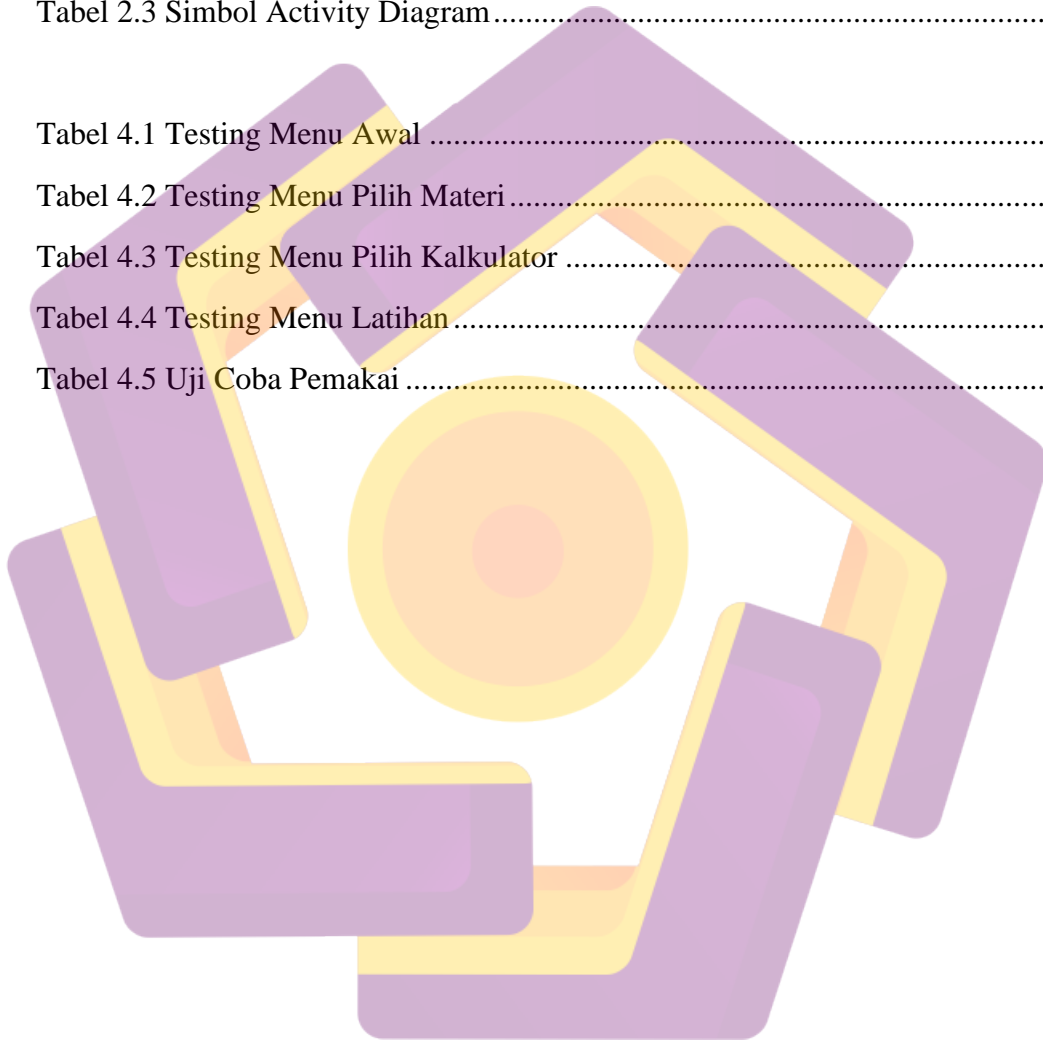 Tabel 2.3 Simbol Activity Diagram..........................................................................
Tabel 4.1 Testing Menu Awal ..................................................................................
Tabel 4.2 Testing Menu Pilih Materi........................................................................
Tabel 4.3 Testing Menu Pilih Kalkulator .................................................................
Tabel 4.4 Testing Menu Latihan...............................................................................
Tabel 4.5 Uji Coba Pemakai .....................................................................................